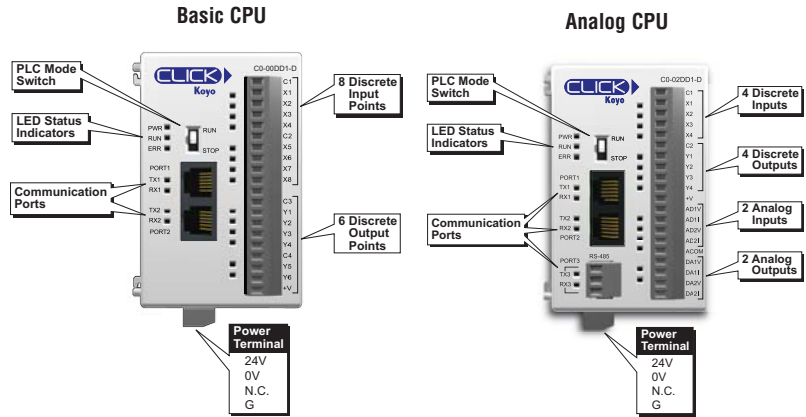 Basic CPU
PLC Mode
Switch
LED Status
Indicators
Communication
Ports
CLICK
Koyo
C0-00DD1-D
PWR
RUN
ERR
RUN
STOP
PORT1
TX1
RX1
TX2
RX2
PORT2
C1
X1
X2
X3
X4
C2
X5
X6
X7
X8
C3
Y1
Y2
Y3
Y4
C4
Y5
Y6
+V
8 Discrete
Input
Points
6 Discrete
Output
Points
Power
Terminal
24V
0V
N.C.
G
Analog CPU
PLC Mode
Switch
LED Status
Indicators
Communication
Ports
CLICK
Koyo
C0-02DD1-D
PWR
RUN
ERR
RUN
STOP
PORT1
TX1
RX1
TX2
RX2
PORT2
PORT3
RS-485
TX3
RX3
C1
X1
X2
X3
X4
C2
Y1
Y2
Y3
Y4
+V
AD1V
AD1I
AD2V
AD2I
ACOM
DA1V
DA1I
DA2V
DA2I
4 Discrete
Inputs
4 Discrete
Outputs
2 Analog
Inputs
2 Analog
Outputs
Power
Terminal
24V
0V
N.C.
G